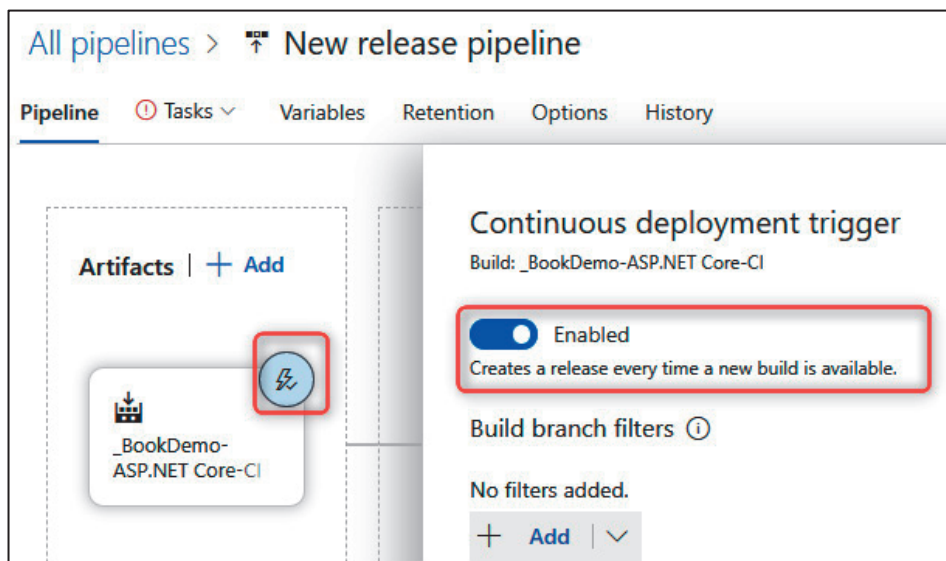 All pipelines > New release pipeline
Pipeline Tasks Variables Retention Options History
Artifacts | + Add
_BookDemo-
ASP.NET Core-CI
Continuous deployment trigger
Build: _BookDemo-ASP.NET Core-CI
Enabled
Creates a release every time a new build is available.
Build branch filters
No filters added.
+ Add